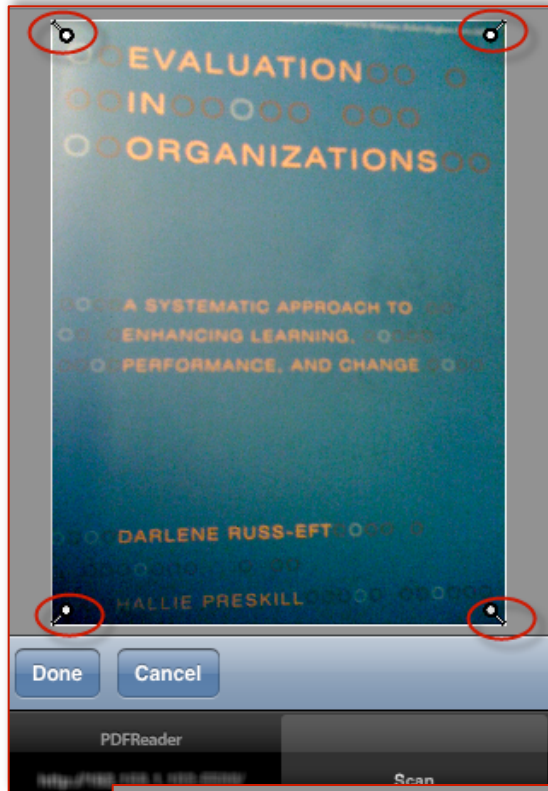 EVALUATION
IN
ORGANIZATIONS
A SYSTEMATIC APPROACH TO
ENHANCING LEARNING,
PERFORMANCE, AND CHANGE
DARLENE RUSS-EFT
HALLIE PRESKILL
Done Cancel
PDFReader
Scan